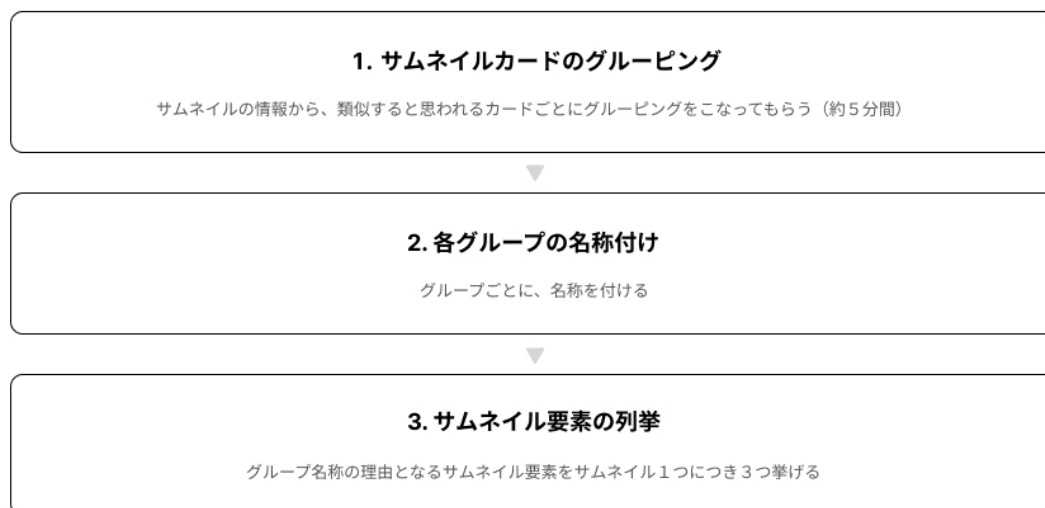 1. サムネイルカードのグルーピング
サムネイルの情報から、類似すると思われるカードごとにグルーピングをこなってもらう（約５分間）
2. 各グループの名称付け
グループごとに、名称を付ける
3. サムネイル要素の列挙
グループ名称の理由となるサムネイル要素をサムネイル１つにつき３つ挙げる